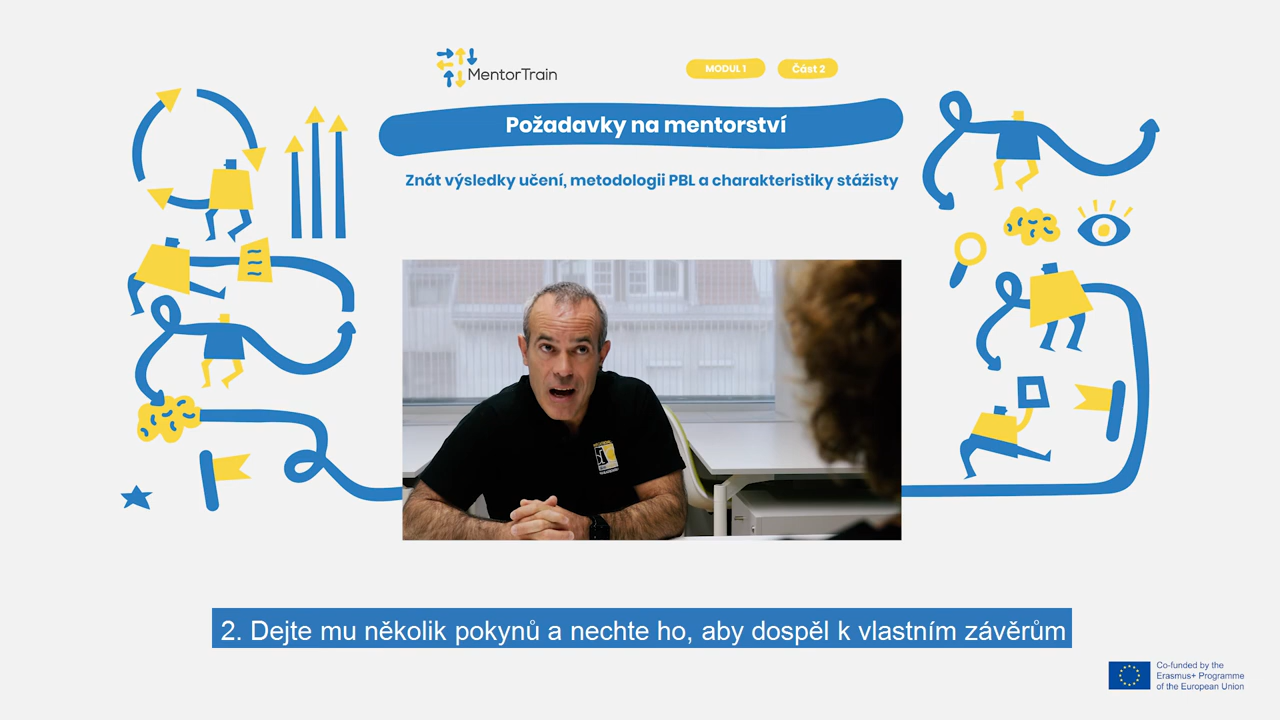 MentorTrain
MODUL 1
Část 2
Požadavky na mentorství
Znát výsledky učení, metodologii PBL a charakteristiky stážisty
2. Dejte mu několik pokynů a nechte ho, aby dospěl k vlastním závěrům
Co-funded by the
Erasmus+ Programme
of the European Union